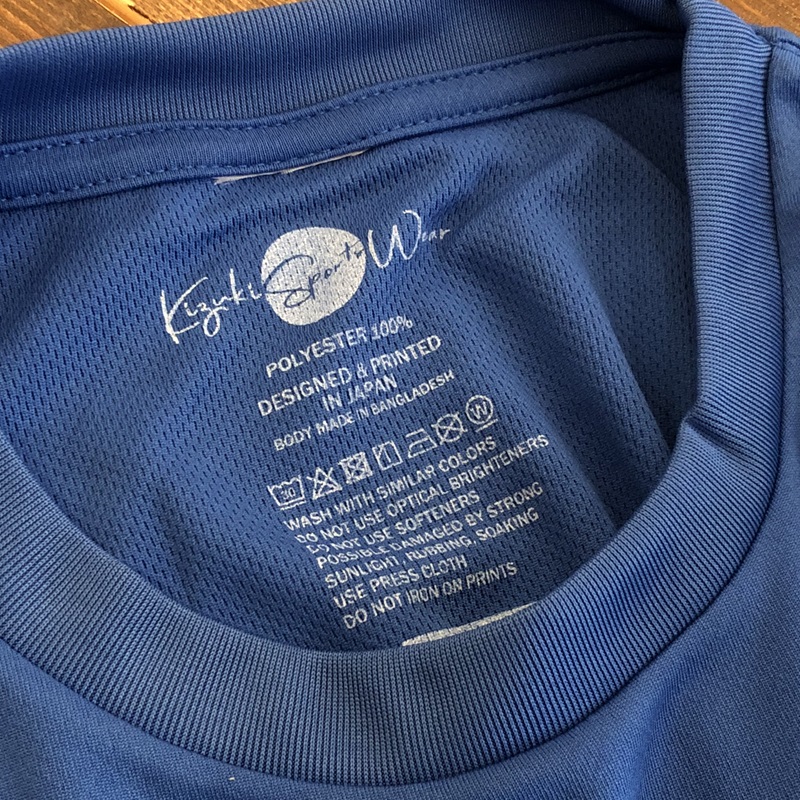 Kizuki Sports Wear
POLYESTER 100%
DESIGNED & PRINTED
IN JAPAN
BODY MADE IN BANGLADESH
30 W
WASH WITH SIMILAR COLORS
DO NOT USE OPTICAL BRIGHTENERS
DO NOT USE SOFTENERS
POSSIBLE DAMAGED BY STRONG
SUNLIGHT, RUBBING, SOAKING
USE PRESS CLOTH
DO NOT IRON ON PRINTS